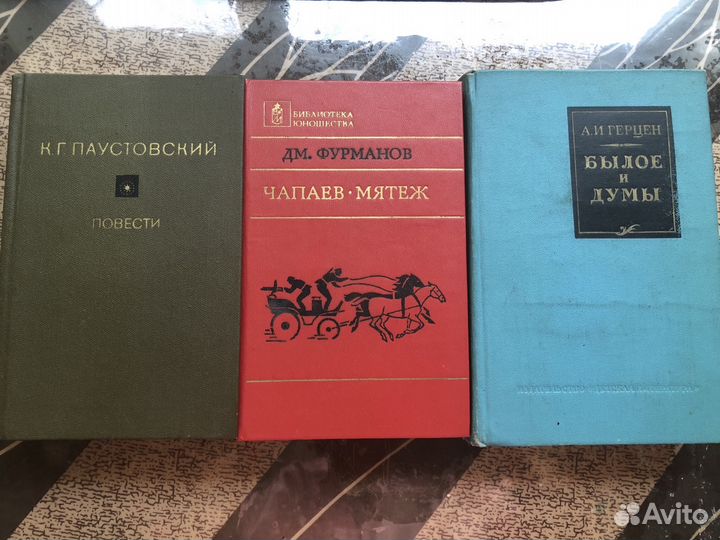 К.Г. ПАУСТОВСКИЙ
ПОВЕСТИ
БИБЛИОТЕКА
ЮНОШЕСТВА
ДМ. ФУРМАНОВ
ЧАПАЕВ · МЯТЕЖ
А.И ГЕРЦЕН
БЫЛОЕ
И
ДУМЫ
Avito